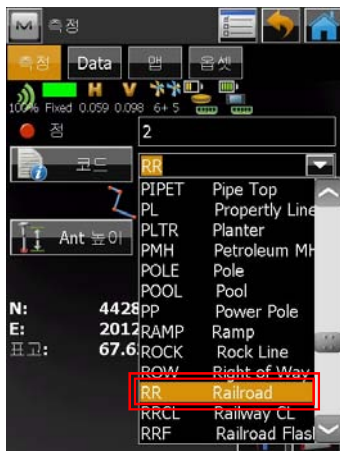 M 측정
측정 Data 맵 옵셋
100% Fixed 0.059 0.098 6+ 5
H V
점 2
코드 RR
PIPET Pipe Top
PL Propertly Line
PLTR Planter
Ant 높이
PMH Petroleum MH
POLE Pole
POOL Pool
N: 4428 PP Power Pole
E: 2012 RAMP Ramp
표고: 67.6 ROCK Rock Line
ROW Right of Way
RR Railroad
RRCL Railway CL
RRF Railroad Flas